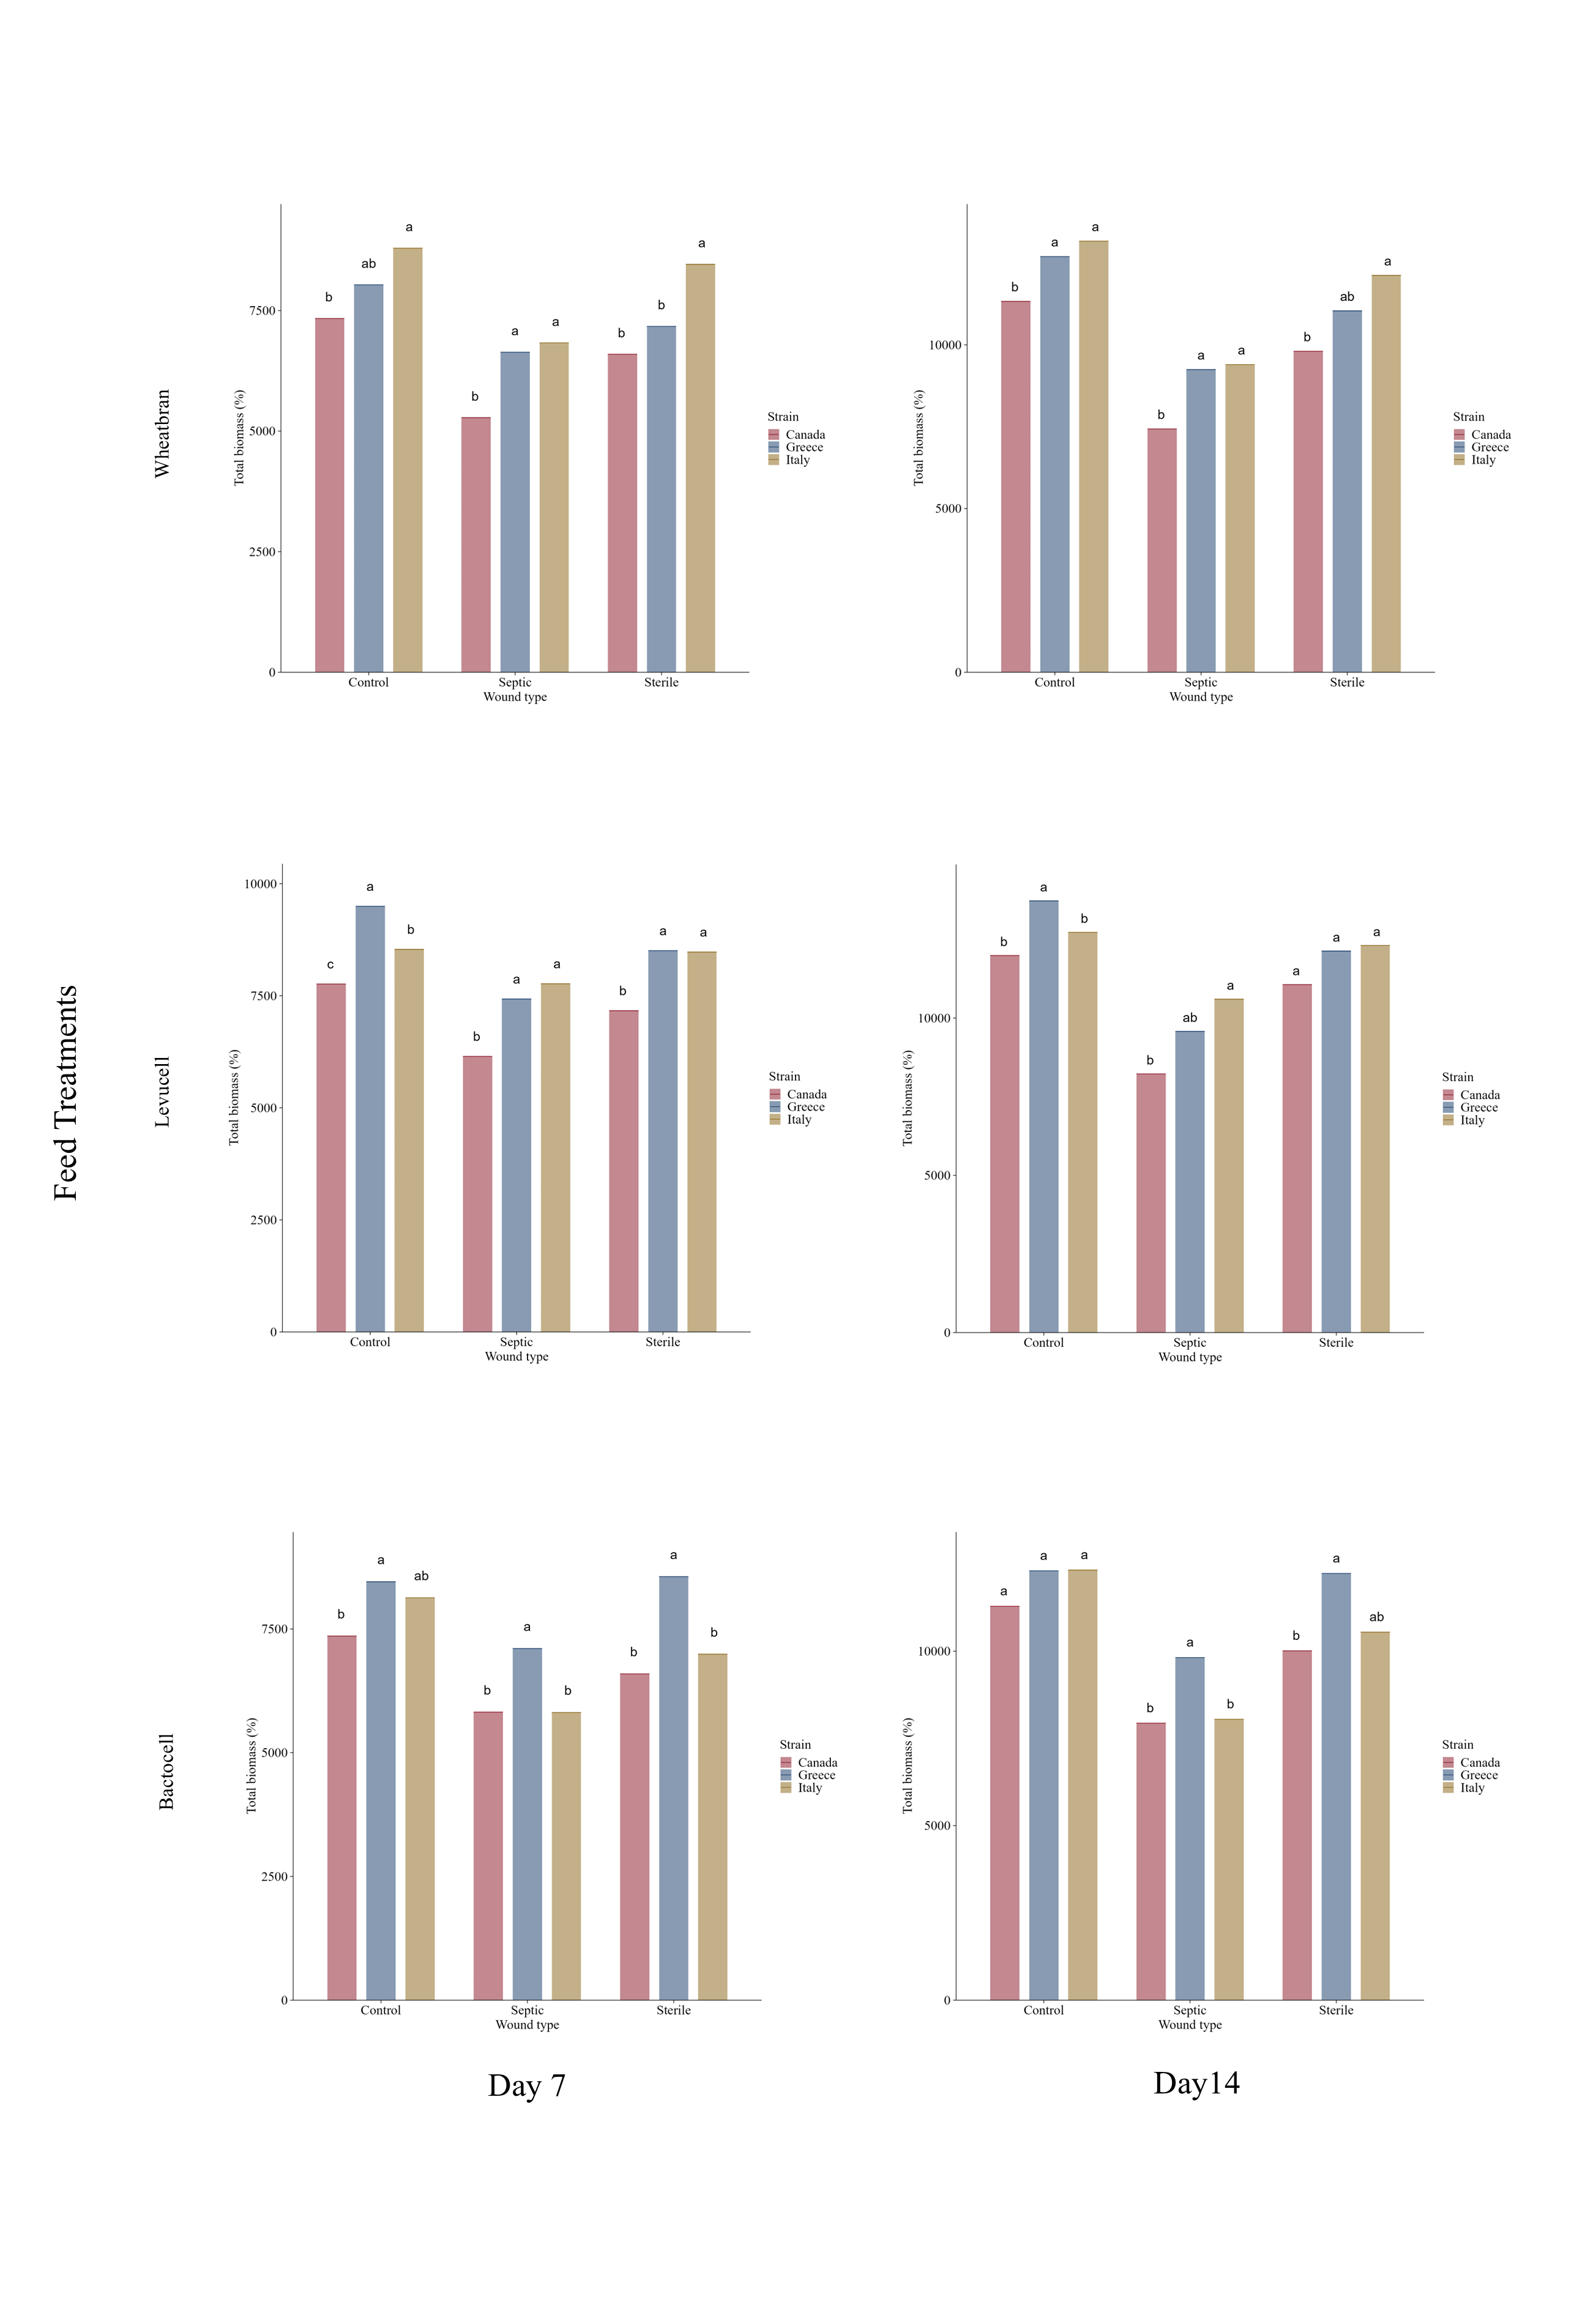 Feed Treatments
Wheatbran
Total biomass (%)
7500
5000
2500
0
b
ab
a
b
a
a
b
b
a
Control
Septic
Sterile
Wound type
Strain
Canada
Greece
Italy
Total biomass (%)
10000
5000
0
b
a
a
b
a
a
b
ab
a
Control
Septic
Sterile
Wound type
Strain
Canada
Greece
Italy
Levucell
Total biomass (%)
10000
7500
5000
2500
0
c
a
b
b
a
a
b
a
a
Control
Septic
Sterile
Wound type
Strain
Canada
Greece
Italy
Total biomass (%)
10000
5000
0
b
a
b
b
ab
a
a
a
a
Control
Septic
Sterile
Wound type
Strain
Canada
Greece
Italy
Bactocell
Total biomass (%)
7500
5000
2500
0
b
a
ab
b
a
b
b
a
b
Control
Septic
Sterile
Wound type
Strain
Canada
Greece
Italy
Total biomass (%)
10000
5000
0
a
a
a
b
a
b
b
a
ab
Control
Septic
Sterile
Wound type
Strain
Canada
Greece
Italy
Day 7
Day14